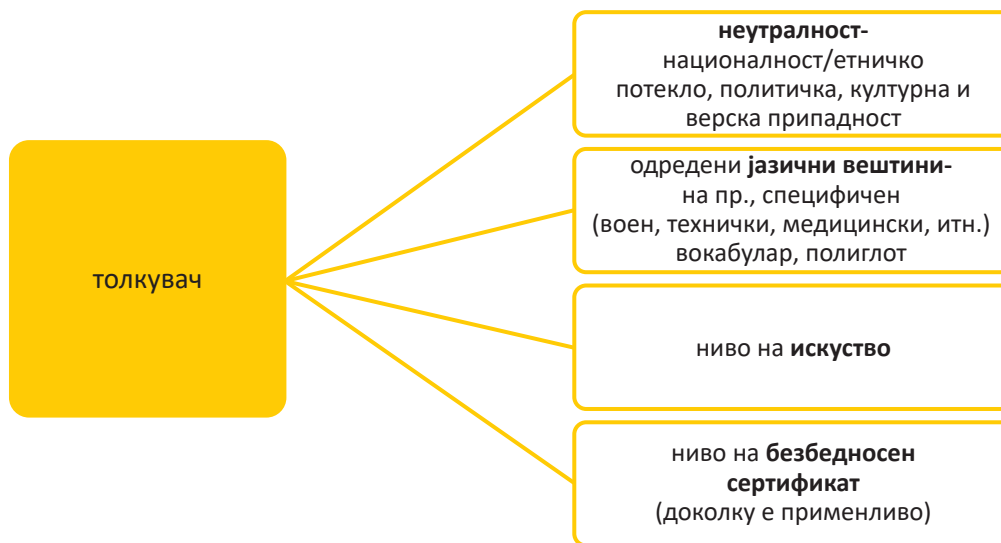 толкувач
неутралност-
националност/етничко
потекло, политичка, културна и
верска припадност
одредени јазични вештини-
на пр., специфичен
(воен, технички, медицински, итн.)
вокабулар, полиглот
ниво на искуство
ниво на безбедносен
сертификат
(доколку е применливо)